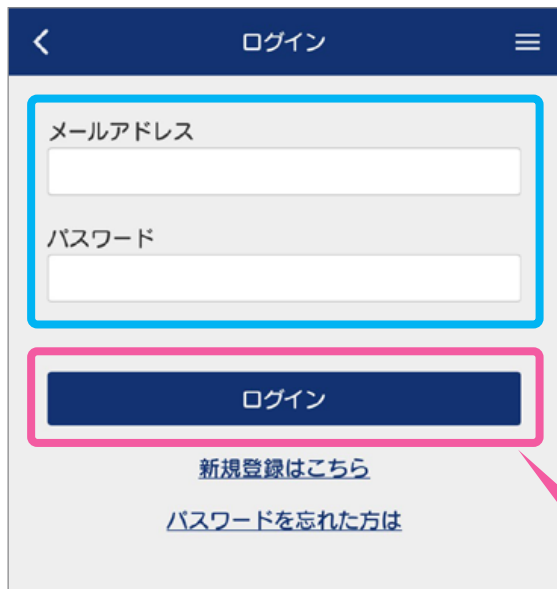 ログイン
メールアドレス
パスワード
ログイン
新規登録はこちら
パスワードを忘れた方は